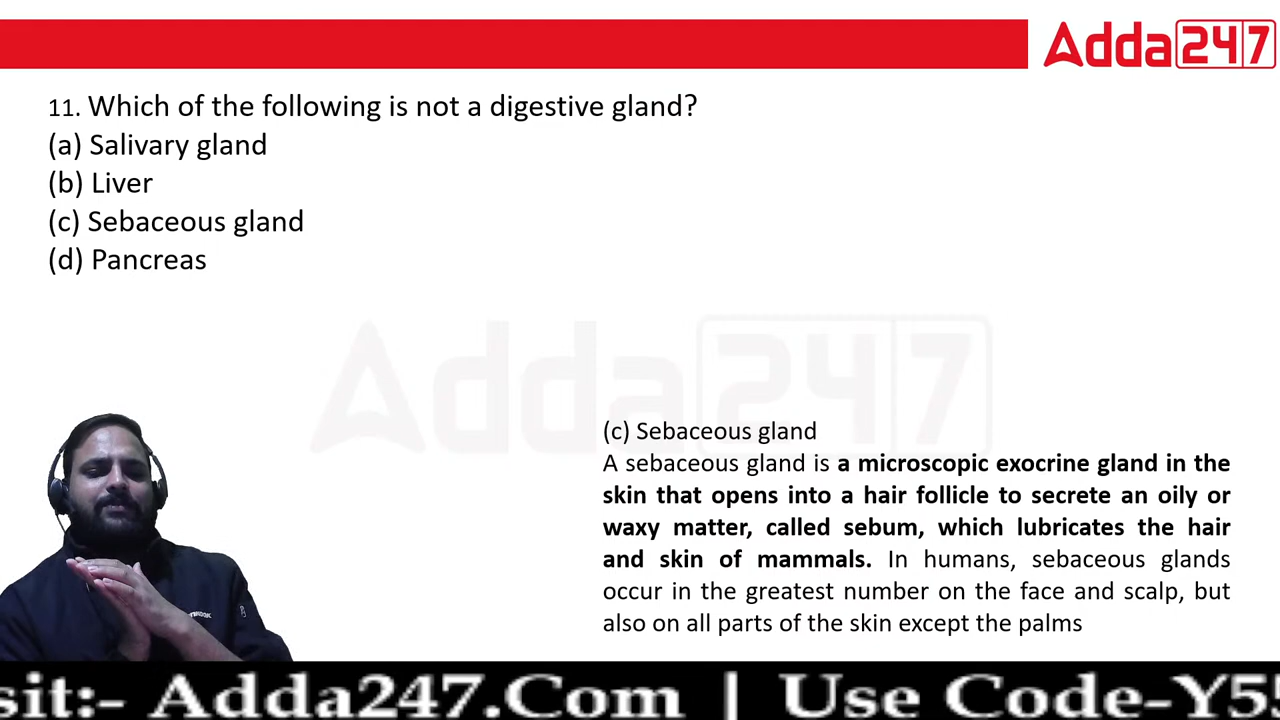 Adda247
11. Which of the following is not a digestive gland?
(a) Salivary gland
(b) Liver
(c) Sebaceous gland
(d) Pancreas
Adda247
(c) Sebaceous gland
A sebaceous gland is a microscopic exocrine gland in the
skin that opens into a hair follicle to secrete an oily or
waxy matter, called sebum, which lubricates the hair
and skin of mammals. In humans, sebaceous glands
occur in the greatest number on the face and scalp, but
also on all parts of the skin except the palms
sit:- Adda247.Com | Use Code-Y5